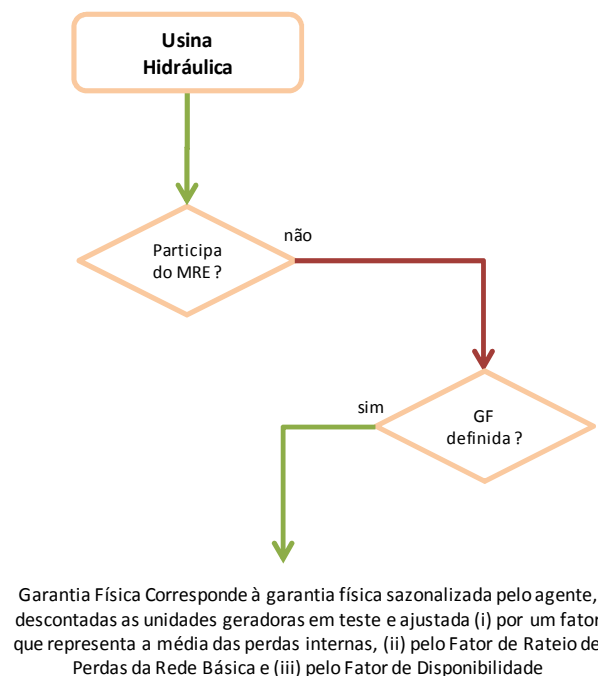 Usina
Hidráulica
Participa
do MRE ?
não
GF
definida ?
sim
Garantia Física Corresponde à garantia física sazonalizada pelo agente,
descontadas as unidades geradoras em teste e ajustada (i) por um fator
que representa a média das perdas internas, (ii) pelo Fator de Rateio de
Perdas da Rede Básica e (iii) pelo Fator de Disponibilidade